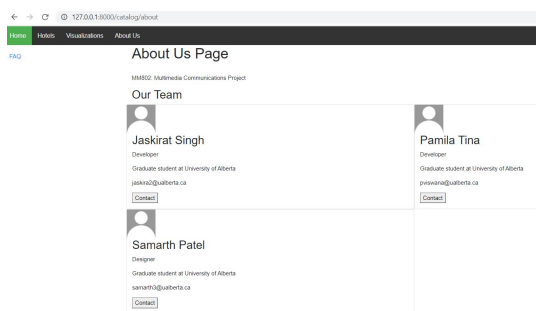 127.0.0.1:8000/catalog/about
Home Hotels Visualizations About Us
FAQ
About Us Page
MM802: Multimedia Communications Project
Our Team
Jaskirat Singh
Developer
Graduate student at University of Alberta
jaskira2@ualberta.ca
Contact
Pamila Tina
Developer
Graduate student at University of Alberta
pviswana@ualberta.ca
Contact
Samarth Patel
Designer
Graduate student at University of Alberta
samarth3@ualberta.ca
Contact